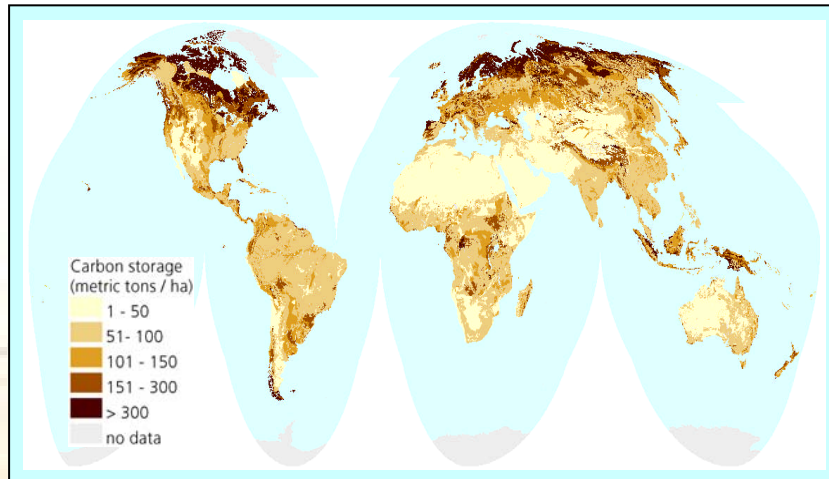 Carbon storage
(metric tons / ha)
1 - 50
51- 100
101 - 150
151 - 300
> 300
no data